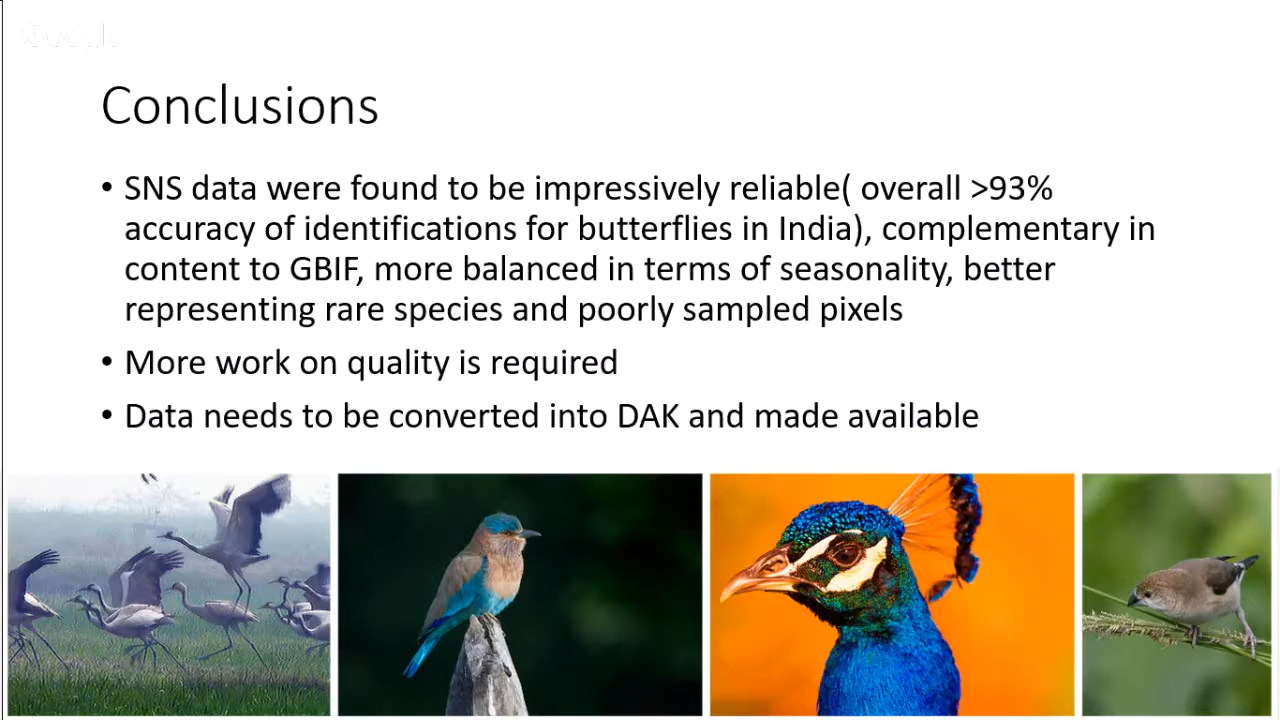 Conclusions
• SNS data were found to be impressively reliable( overall >93%
accuracy of identifications for butterflies in India), complementary in
content to GBIF, more balanced in terms of seasonality, better
representing rare species and poorly sampled pixels
• More work on quality is required
• Data needs to be converted into DAK and made available